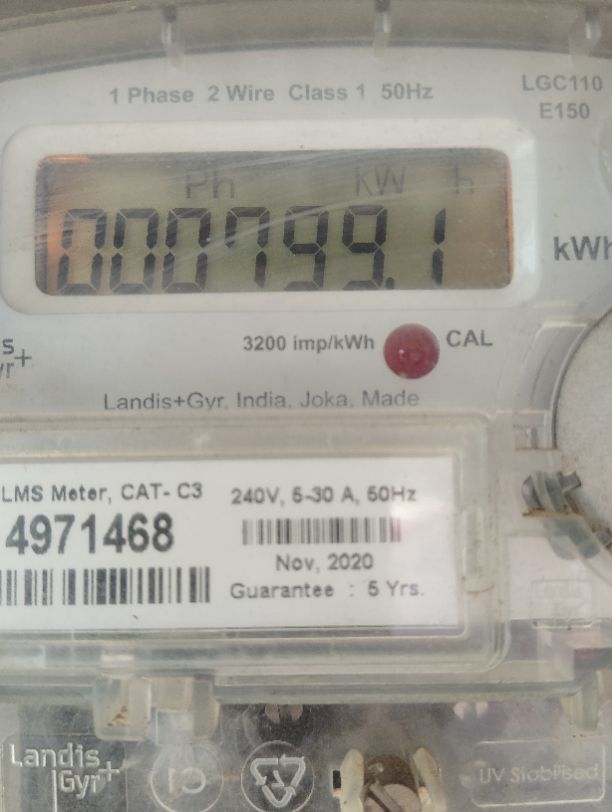 1 Phase 2 Wire Class 1 50Hz
LGC110
E150
Ph kW h
000799.1
kWh
3200 imp/kWh
CAL
Landis+Gyr, India, Joka, Made
LMS Meter, CAT- C3
4971468
240V, 5-30 A, 50Hz
Nov, 2020
Guarantee : 5 Yrs.
Landis
Gyr+
UV Stabilised